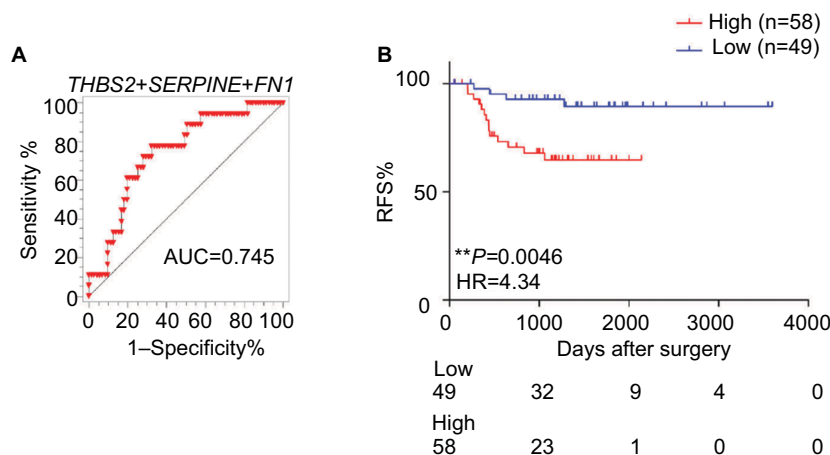 A
THBS2+SERPINE+FN1
Sensitivity %
100
80
60
40
20
0
AUC=0.745
0 20 40 60 80 100
1–Specificity%
B
High (n=58)
Low (n=49)
RFS%
100
50
0
**P=0.0046
HR=4.34
0 1000 2000 3000 4000
Days after surgery
Low
49 32 9 4 0
High
58 23 1 0 0